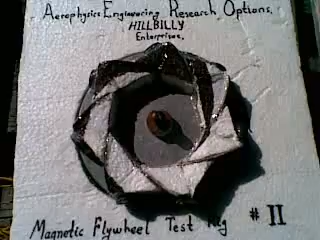 Aerophysics Engineering Research Options.
HILLBILLY
Enterprises.
Magnetic Flywheel Test Rig # II